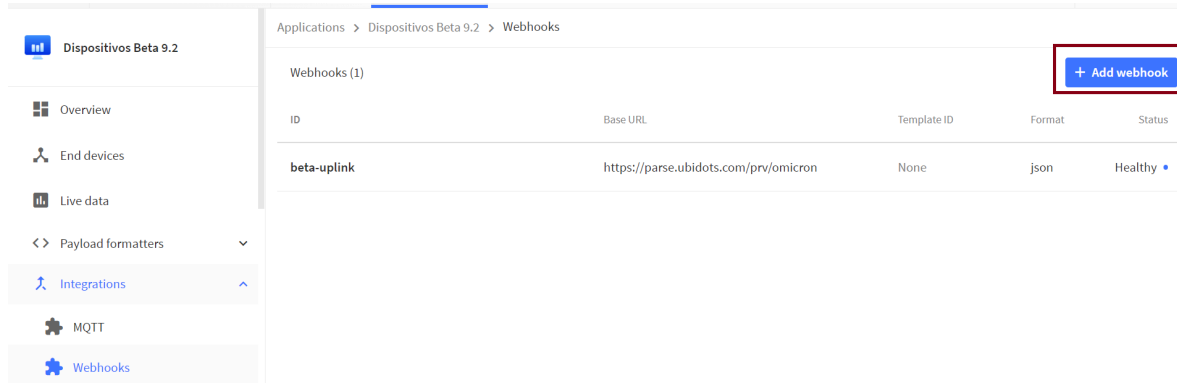 Dispositivos Beta 9.2
Overview
End devices
Live data
Payload formatters
Integrations
MQTT
Webhooks
Applications > Dispositivos Beta 9.2 > Webhooks
Webhooks (1)
+ Add webhook
ID Base URL Template ID Format Status
beta-uplink https://parse.ubidots.com/prv/omicron None json Healthy